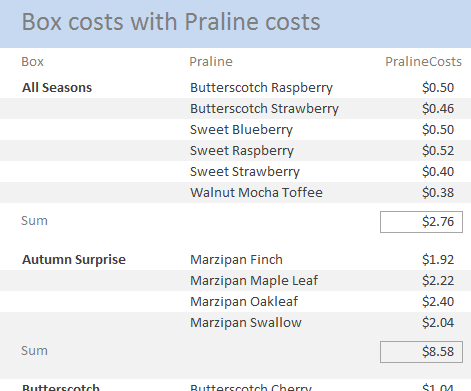 Box costs with Praline costs
Box Praline PralineCosts
All Seasons Butterscotch Raspberry $0.50
Butterscotch Strawberry $0.46
Sweet Blueberry $0.50
Sweet Raspberry $0.52
Sweet Strawberry $0.40
Walnut Mocha Toffee $0.38
Sum $2.76
Autumn Surprise Marzipan Finch $1.92
Marzipan Maple Leaf $2.22
Marzipan Oakleaf $2.40
Marzipan Swallow $2.04
Sum $8.58
Butterscotch Butterscotch Cherry $1.04